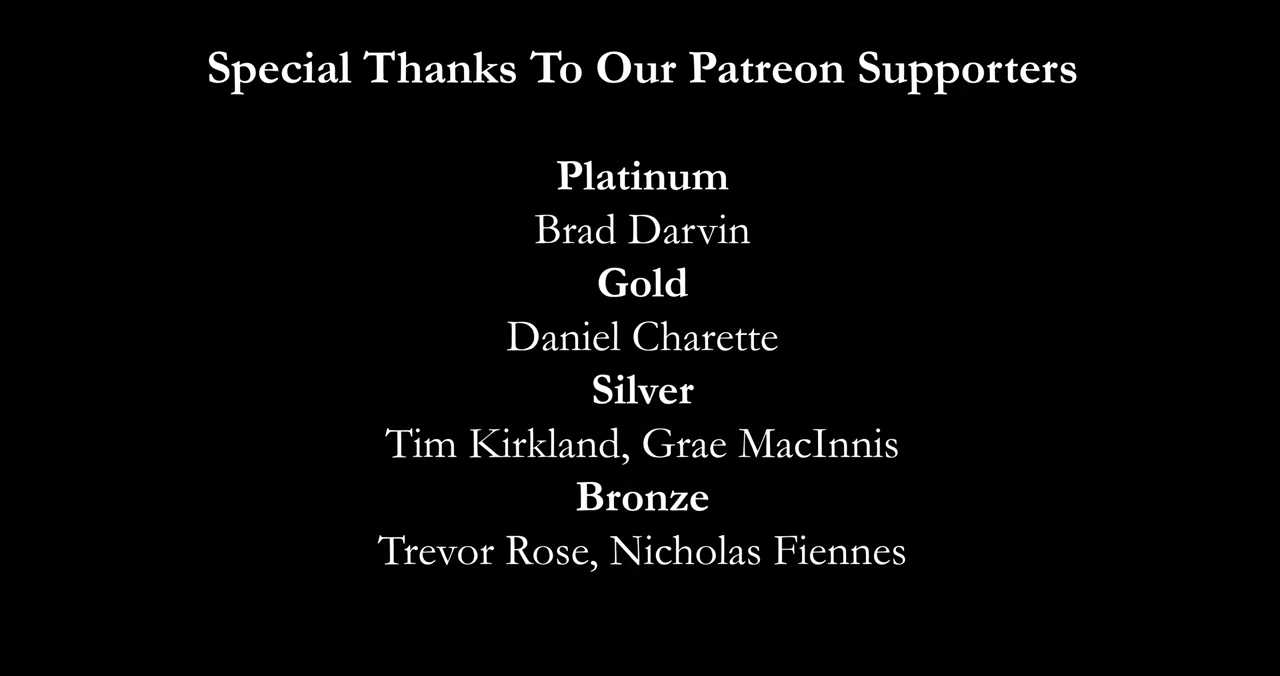 Special Thanks To Our Patreon Supporters
Platinum
Brad Darvin
Gold
Daniel Charette
Silver
Tim Kirkland, Grae MacInnis
Bronze
Trevor Rose, Nicholas Fiennes